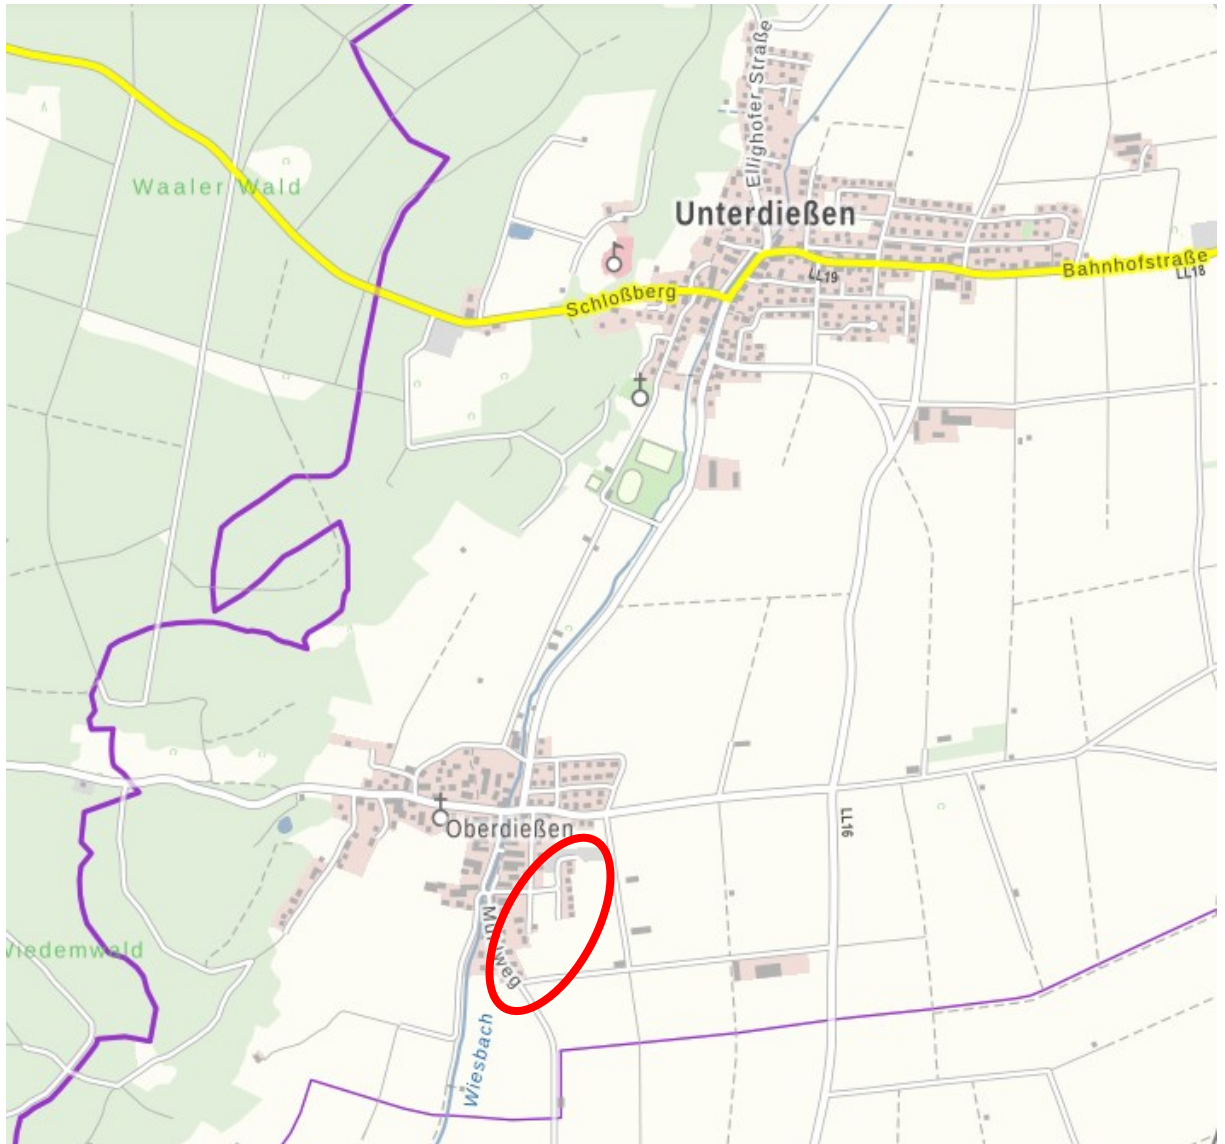 Ellighofer Straße
Waaler Wald
Unterdießen
Bahnhofstraße
LL18
LL19
Schloßberg
Oberdießen
LL16
Mühlweg
Wiedemwald
Wiesbach